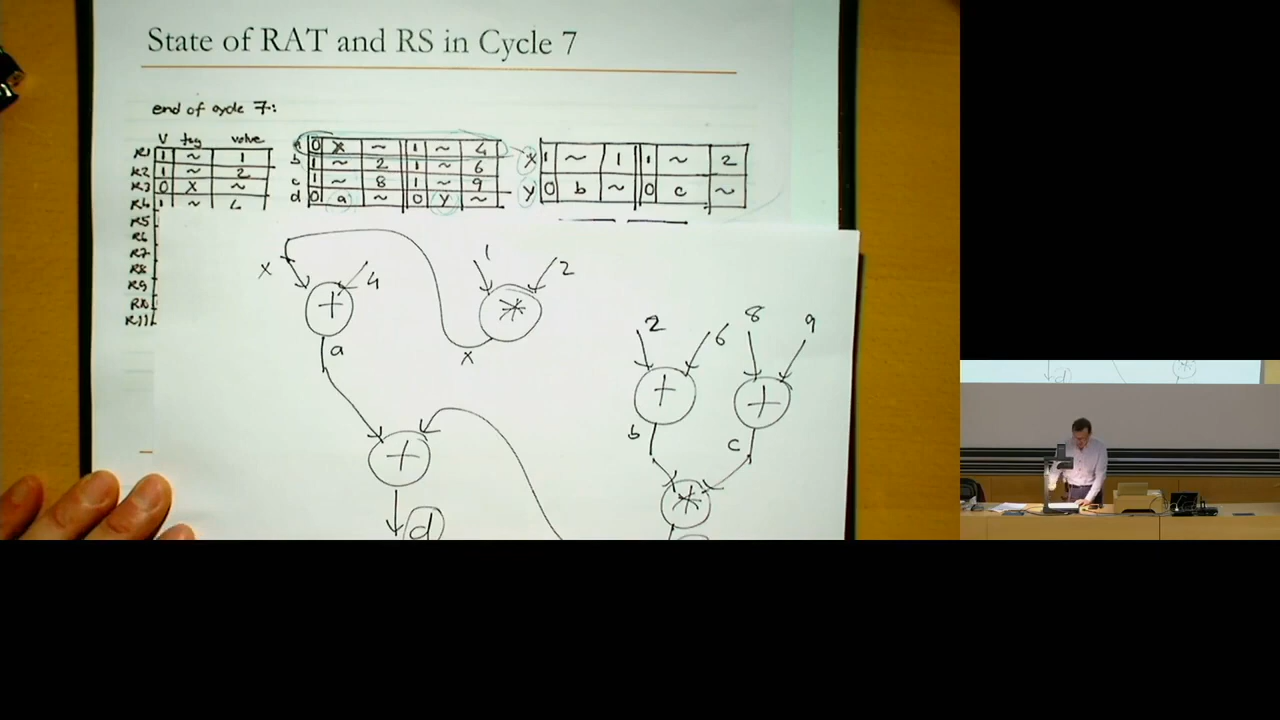 State of RAT and RS in Cycle 7
end of cycle 7:
V tag value
R1 1 ~ 1
R2 1 ~ 2
R3 0 X ~
R4 1 ~ 4
R5
R6
R7
R8
R9
R10
R11
a 0 X ~ 1 ~ 4
b 1 ~ 2 1 ~ 6
c 1 ~ 8 1 ~ 9
d 0 a ~ 0 y ~
x 1 ~ 1 1 ~ 2
y 0 b ~ 0 c ~
x 4 1 2
+ *
a x
2 6 8 9
+ +
b c
+ *
d